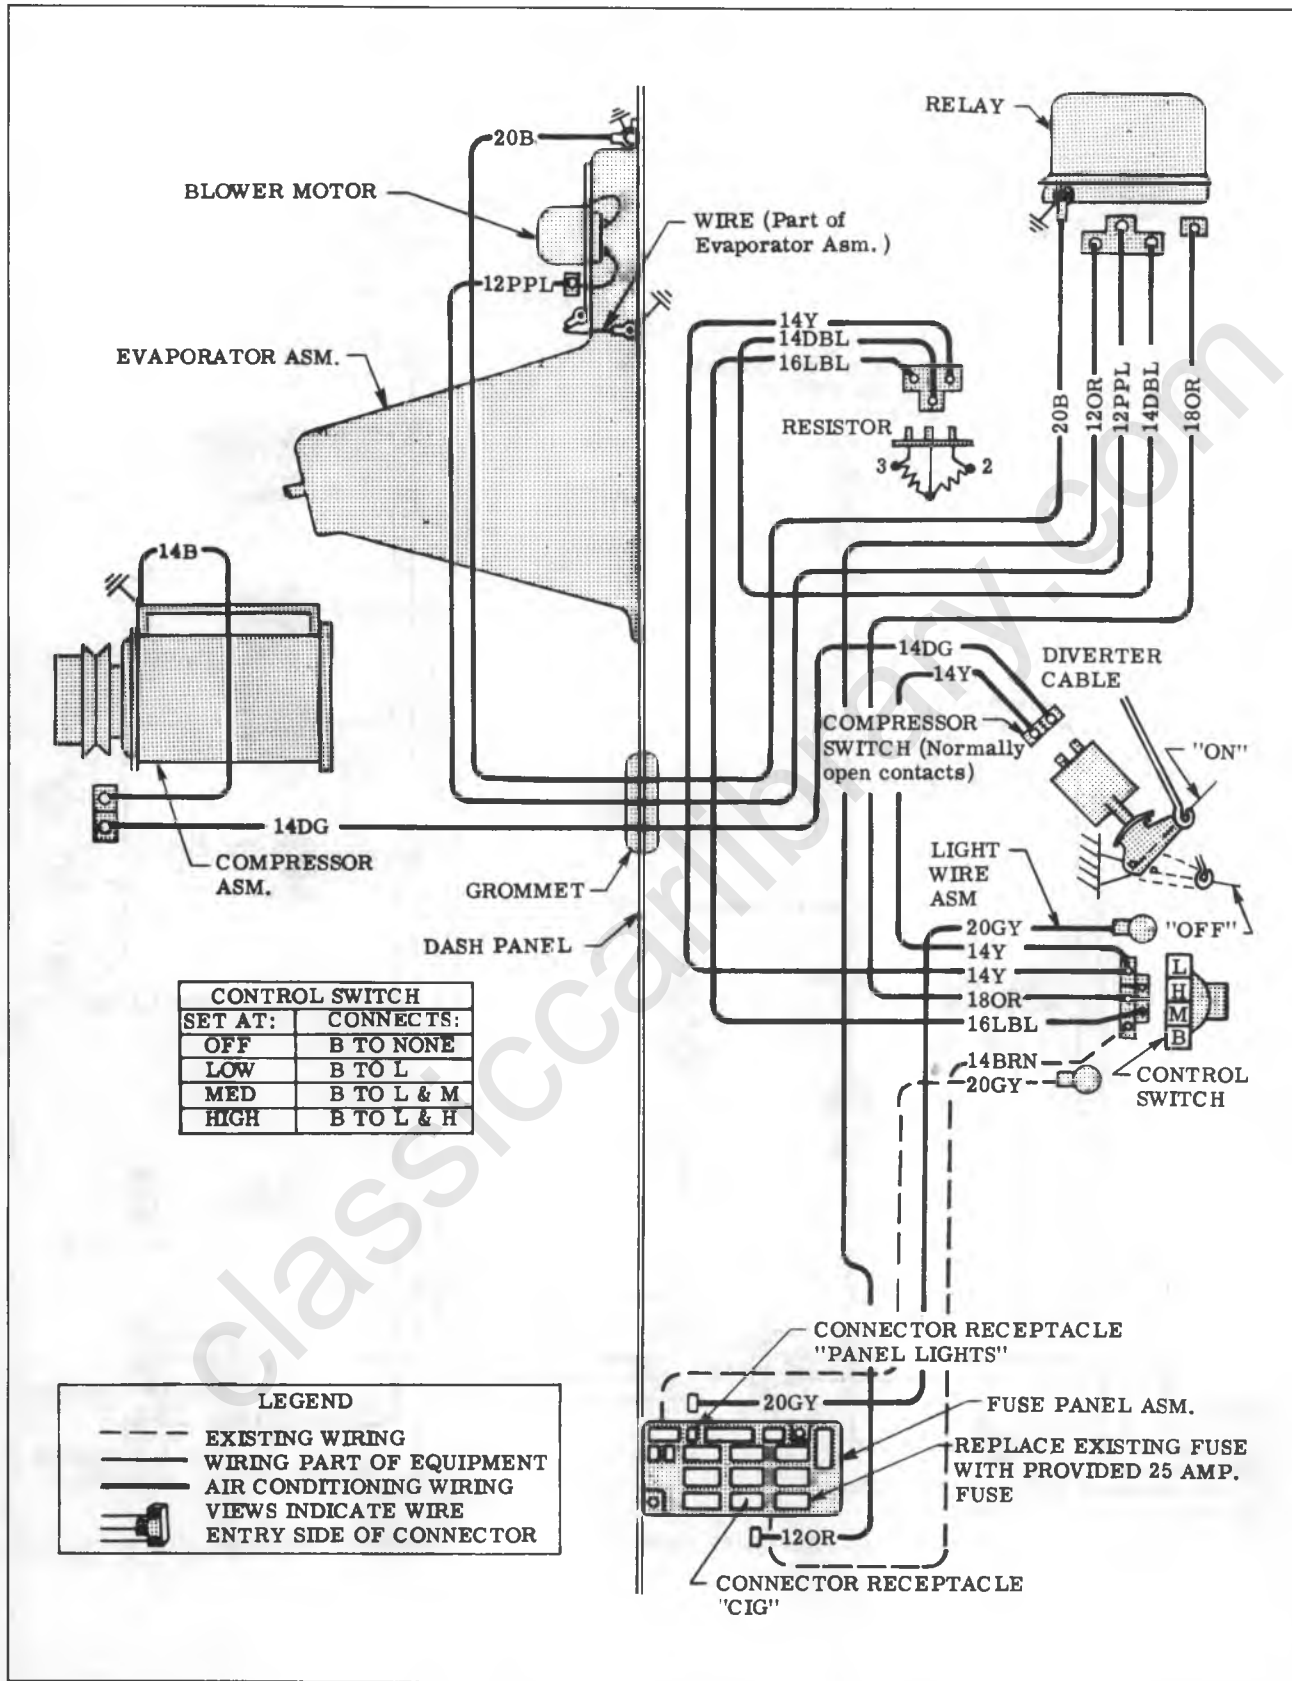 RELAY
20B
BLOWER MOTOR
WIRE (Part of
Evaporator Asm.)
12PPL
14Y
14DBL
16LBL
EVAPORATOR ASM.
20B
12OR
12PPL
14DBL
18OR
RESISTOR
3
2
14B
14DG
14Y
DIVERTER
CABLE
COMPRESSOR
SWITCH (Normally
open contacts)
"ON"
14DG
COMPRESSOR
ASM.
GROMMET
LIGHT
WIRE
ASM
DASH PANEL
20GY
"OFF"
14Y
14Y
18OR
16LBL
L
H
M
B
14BRN
20GY
CONTROL
SWITCH
CONTROL SWITCH
SET AT: CONNECTS:
OFF B TO NONE
LOW B TO L
MED B TO L & M
HIGH B TO L & H
CONNECTOR RECEPTACLE
"PANEL LIGHTS"
20GY
FUSE PANEL ASM.
REPLACE EXISTING FUSE
WITH PROVIDED 25 AMP.
FUSE
12OR
CONNECTOR RECEPTACLE
"CIG"
LEGEND
EXISTING WIRING
WIRING PART OF EQUIPMENT
AIR CONDITIONING WIRING
VIEWS INDICATE WIRE
ENTRY SIDE OF CONNECTOR
classiccarlibrary.com